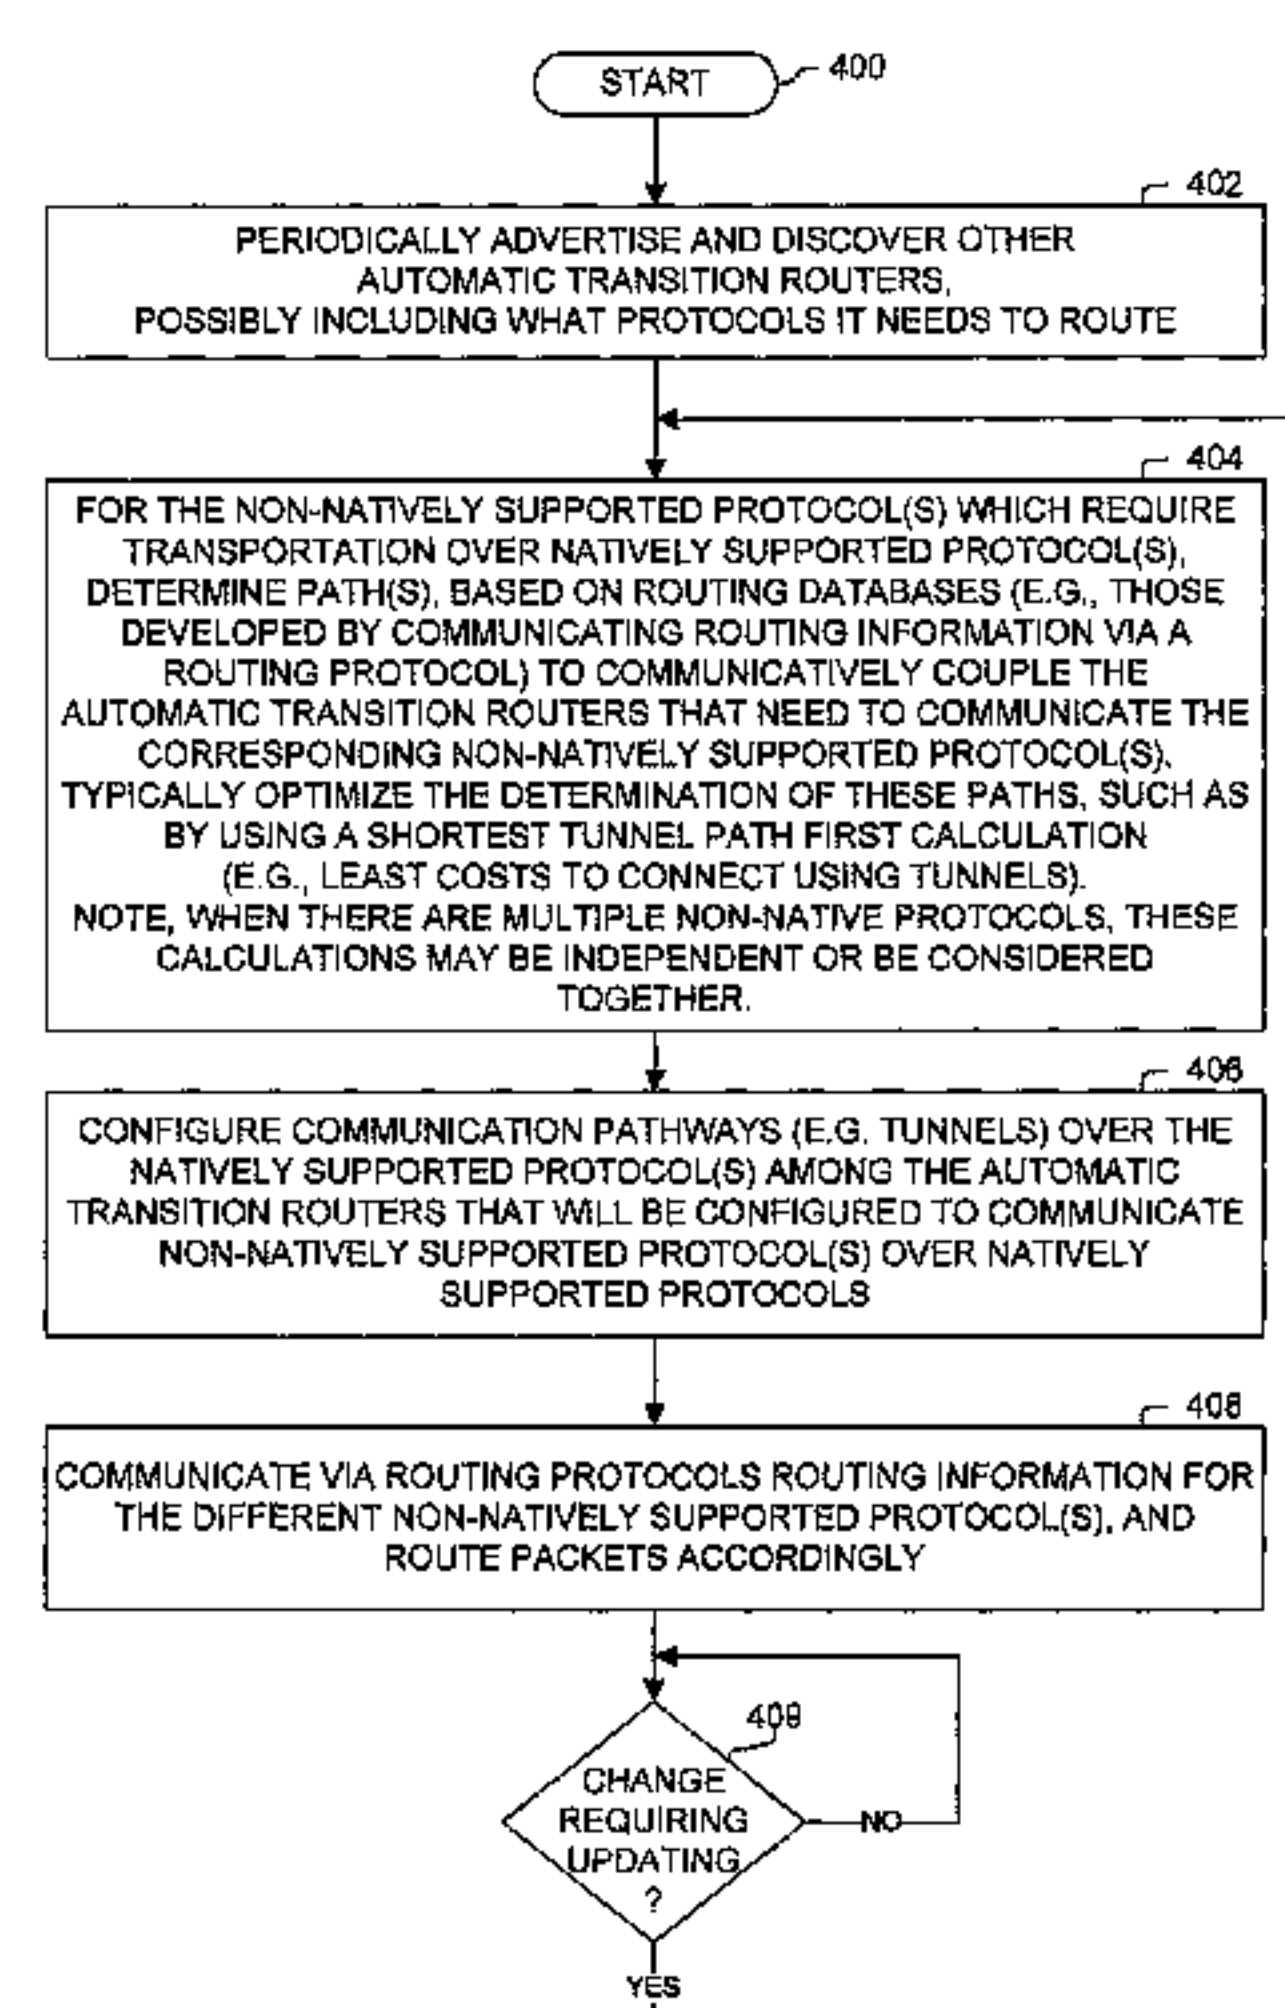 START
400
402
PERIODICALLY ADVERTISE AND DISCOVER OTHER
AUTOMATIC TRANSITION ROUTERS,
POSSIBLY INCLUDING WHAT PROTOCOLS IT NEEDS TO ROUTE
404
FOR THE NON-NATIVELY SUPPORTED PROTOCOL(S) WHICH REQUIRE
TRANSPORTATION OVER NATIVELY SUPPORTED PROTOCOL(S),
DETERMINE PATH(S), BASED ON ROUTING DATABASES (E.G., THOSE
DEVELOPED BY COMMUNICATING ROUTING INFORMATION VIA A
ROUTING PROTOCOL) TO COMMUNICATIVELY COUPLE THE
AUTOMATIC TRANSITION ROUTERS THAT NEED TO COMMUNICATE THE
CORRESPONDING NON-NATIVELY SUPPORTED PROTOCOL(S).
TYPICALLY OPTIMIZE THE DETERMINATION OF THESE PATHS, SUCH AS
BY USING A SHORTEST TUNNEL PATH FIRST CALCULATION
(E.G., LEAST COSTS TO CONNECT USING TUNNELS).
NOTE, WHEN THERE ARE MULTIPLE NON-NATIVE PROTOCOLS, THESE
CALCULATIONS MAY BE INDEPENDENT OR BE CONSIDERED
TOGETHER.
406
CONFIGURE COMMUNICATION PATHWAYS (E.G. TUNNELS) OVER THE
NATIVELY SUPPORTED PROTOCOL(S) AMONG THE AUTOMATIC
TRANSITION ROUTERS THAT WILL BE CONFIGURED TO COMMUNICATE
NON-NATIVELY SUPPORTED PROTOCOL(S) OVER NATIVELY
SUPPORTED PROTOCOLS
408
COMMUNICATE VIA ROUTING PROTOCOLS ROUTING INFORMATION FOR
THE DIFFERENT NON-NATIVELY SUPPORTED PROTOCOL(S), AND
ROUTE PACKETS ACCORDINGLY
409
CHANGE
REQUIRING
UPDATING
?
NO
YES